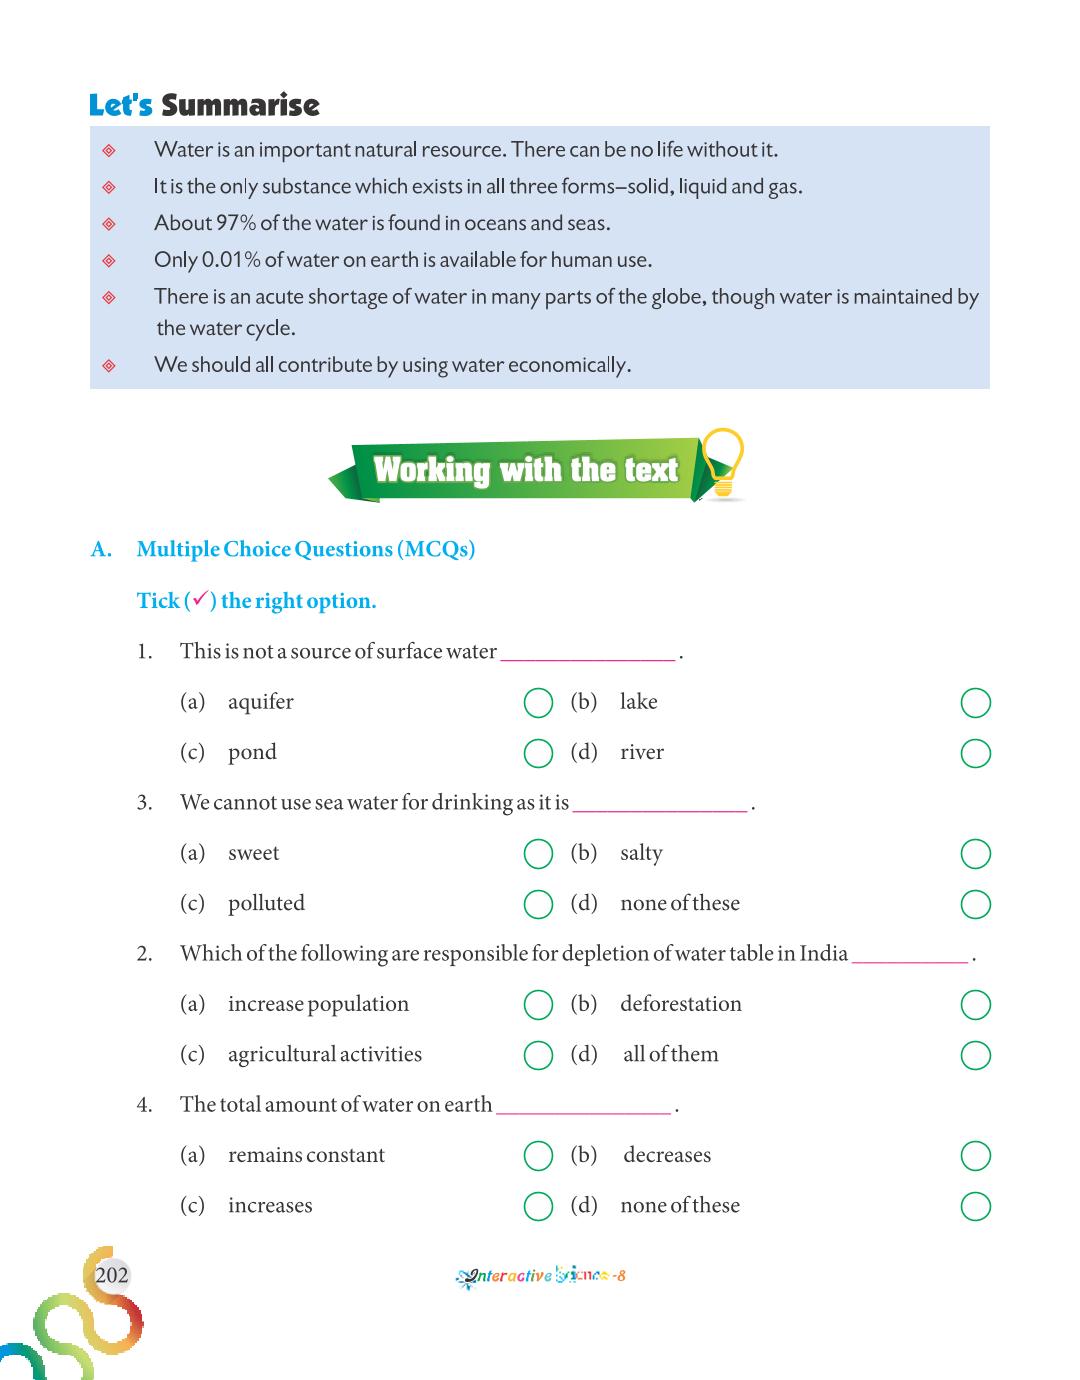 Let's Summarise
Water is an important natural resource. There can be no life without it.
It is the only substance which exists in all three forms–solid, liquid and gas.
About 97% of the water is found in oceans and seas.
Only 0.01% of water on earth is available for human use.
There is an acute shortage of water in many parts of the globe, though water is maintained by
the water cycle.
We should all contribute by using water economically.
Working with the text
A. Multiple Choice Questions (MCQs)
Tick (✓) the right option.
1. This is not a source of surface water _______________ .
(a) aquifer (b) lake
(c) pond (d) river
3. We cannot use sea water for drinking as it is _______________ .
(a) sweet (b) salty
(c) polluted (d) none of these
2. Which of the following are responsible for depletion of water table in India __________ .
(a) increase population (b) deforestation
(c) agricultural activities (d) all of them
4. The total amount of water on earth _______________ .
(a) remains constant (b) decreases
(c) increases (d) none of these
202
Interactive Science-8